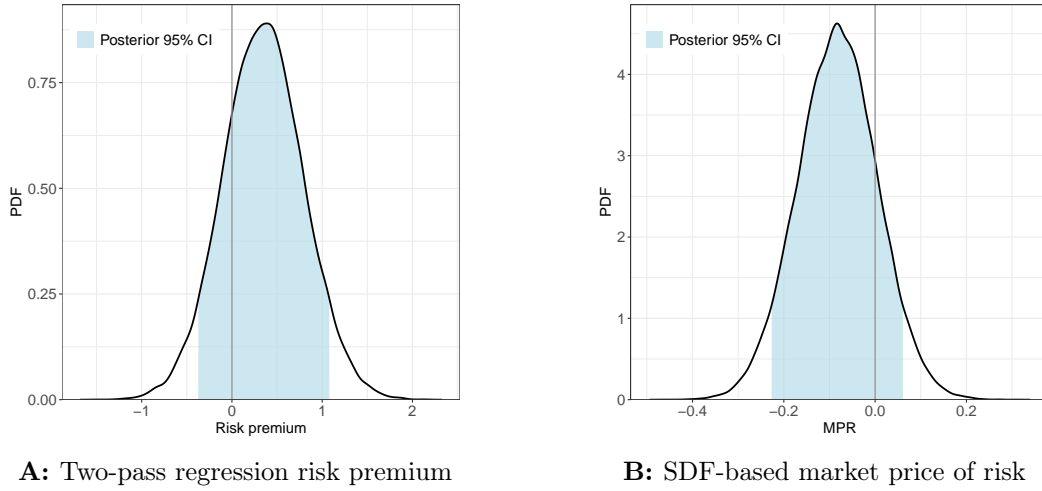 Posterior 95% CI
PDF
0.75
0.50
0.25
0.00
−1
0
1
2
Risk premium
A: Two-pass regression risk premium
Posterior 95% CI
PDF
4
3
2
1
0
−0.4
−0.2
0.0
0.2
MPR
B: SDF-based market price of risk